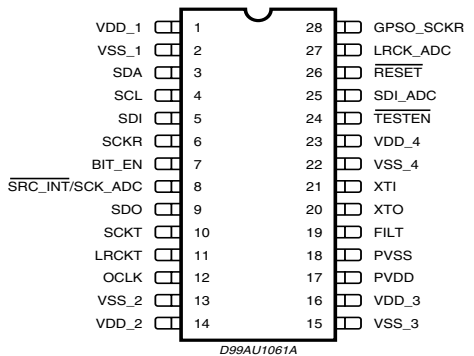 VDD_1 1 28 GPSO_SCKR
VSS_1 2 27 LRCK_ADC
SDA 3 26 RESET
SCL 4 25 SDI_ADC
SDI 5 24 TESTEN
SCKR 6 23 VDD_4
BIT_EN 7 22 VSS_4
SRC_INT/SCK_ADC 8 21 XTI
SDO 9 20 XTO
SCKT 10 19 FILT
LRCKT 11 18 PVSS
OCLK 12 17 PVDD
VSS_2 13 16 VDD_3
VDD_2 14 15 VSS_3
D99AU1061A